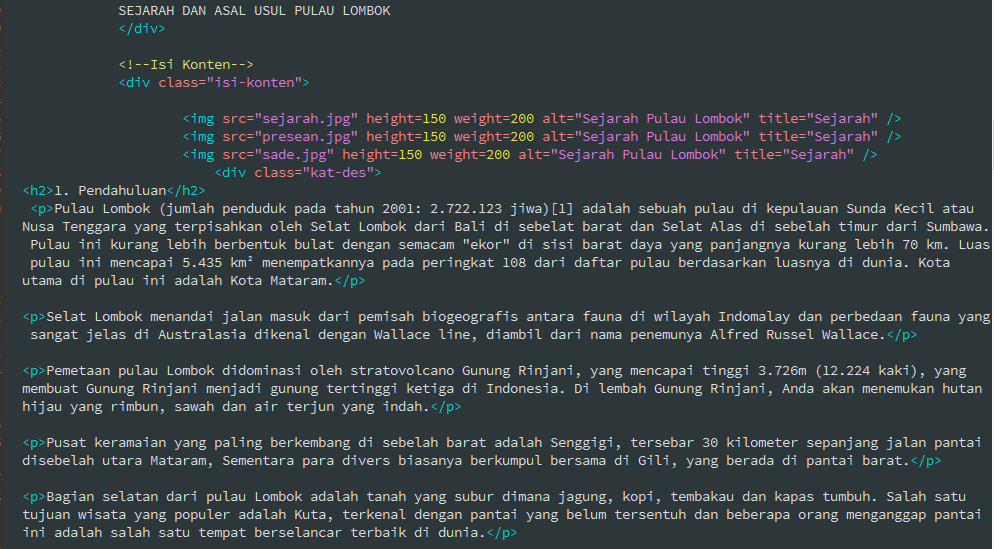 SEJARAH DAN ASAL USUL PULAU LOMBOK
</div>
<!--Isi Konten-->
<div class="isi-konten">
<img src="sejarah.jpg" height=150 weight=200 alt="Sejarah Pulau Lombok" title="Sejarah" />
<img src="presean.jpg" height=150 weight=200 alt="Sejarah Pulau Lombok" title="Sejarah" />
<img src="sade.jpg" height=150 weight=200 alt="Sejarah Pulau Lombok" title="Sejarah" />
<div class="kat-des">
<h2>1. Pendahuluan</h2>
<p>Pulau Lombok (jumlah penduduk pada tahun 2001: 2.722.123 jiwa)[1] adalah sebuah pulau di kepulauan Sunda Kecil atau
Nusa Tenggara yang terpisahkan oleh Selat Lombok dari Bali di sebelat barat dan Selat Alas di sebelah timur dari Sumbawa.
Pulau ini kurang lebih berbentuk bulat dengan semacam "ekor" di sisi barat daya yang panjangnya kurang lebih 70 km. Luas
pulau ini mencapai 5.435 km² menempatkannya pada peringkat 108 dari daftar pulau berdasarkan luasnya di dunia. Kota
utama di pulau ini adalah Kota Mataram.</p>
<p>Selat Lombok menandai jalan masuk dari pemisah biogeografis antara fauna di wilayah Indomalay dan perbedaan fauna yang
sangat jelas di Australasia dikenal dengan Wallace line, diambil dari nama penemunya Alfred Russel Wallace.</p>
<p>Pemetaan pulau Lombok didominasi oleh stratovolcano Gunung Rinjani, yang mencapai tinggi 3.726m (12.224 kaki), yang
membuat Gunung Rinjani menjadi gunung tertinggi ketiga di Indonesia. Di lembah Gunung Rinjani, Anda akan menemukan hutan
hijau yang rimbun, sawah dan air terjun yang indah.</p>
<p>Pusat keramaian yang paling berkembang di sebelah barat adalah Senggigi, tersebar 30 kilometer sepanjang jalan pantai
disebelah utara Mataram, Sementara para divers biasanya berkumpul bersama di Gili, yang berada di pantai barat.</p>
<p>Bagian selatan dari pulau Lombok adalah tanah yang subur dimana jagung, kopi, tembakau dan kapas tumbuh. Salah satu
tujuan wisata yang populer adalah Kuta, terkenal dengan pantai yang belum tersentuh dan beberapa orang menganggap pantai
ini adalah salah satu tempat berselancar terbaik di dunia.</p>